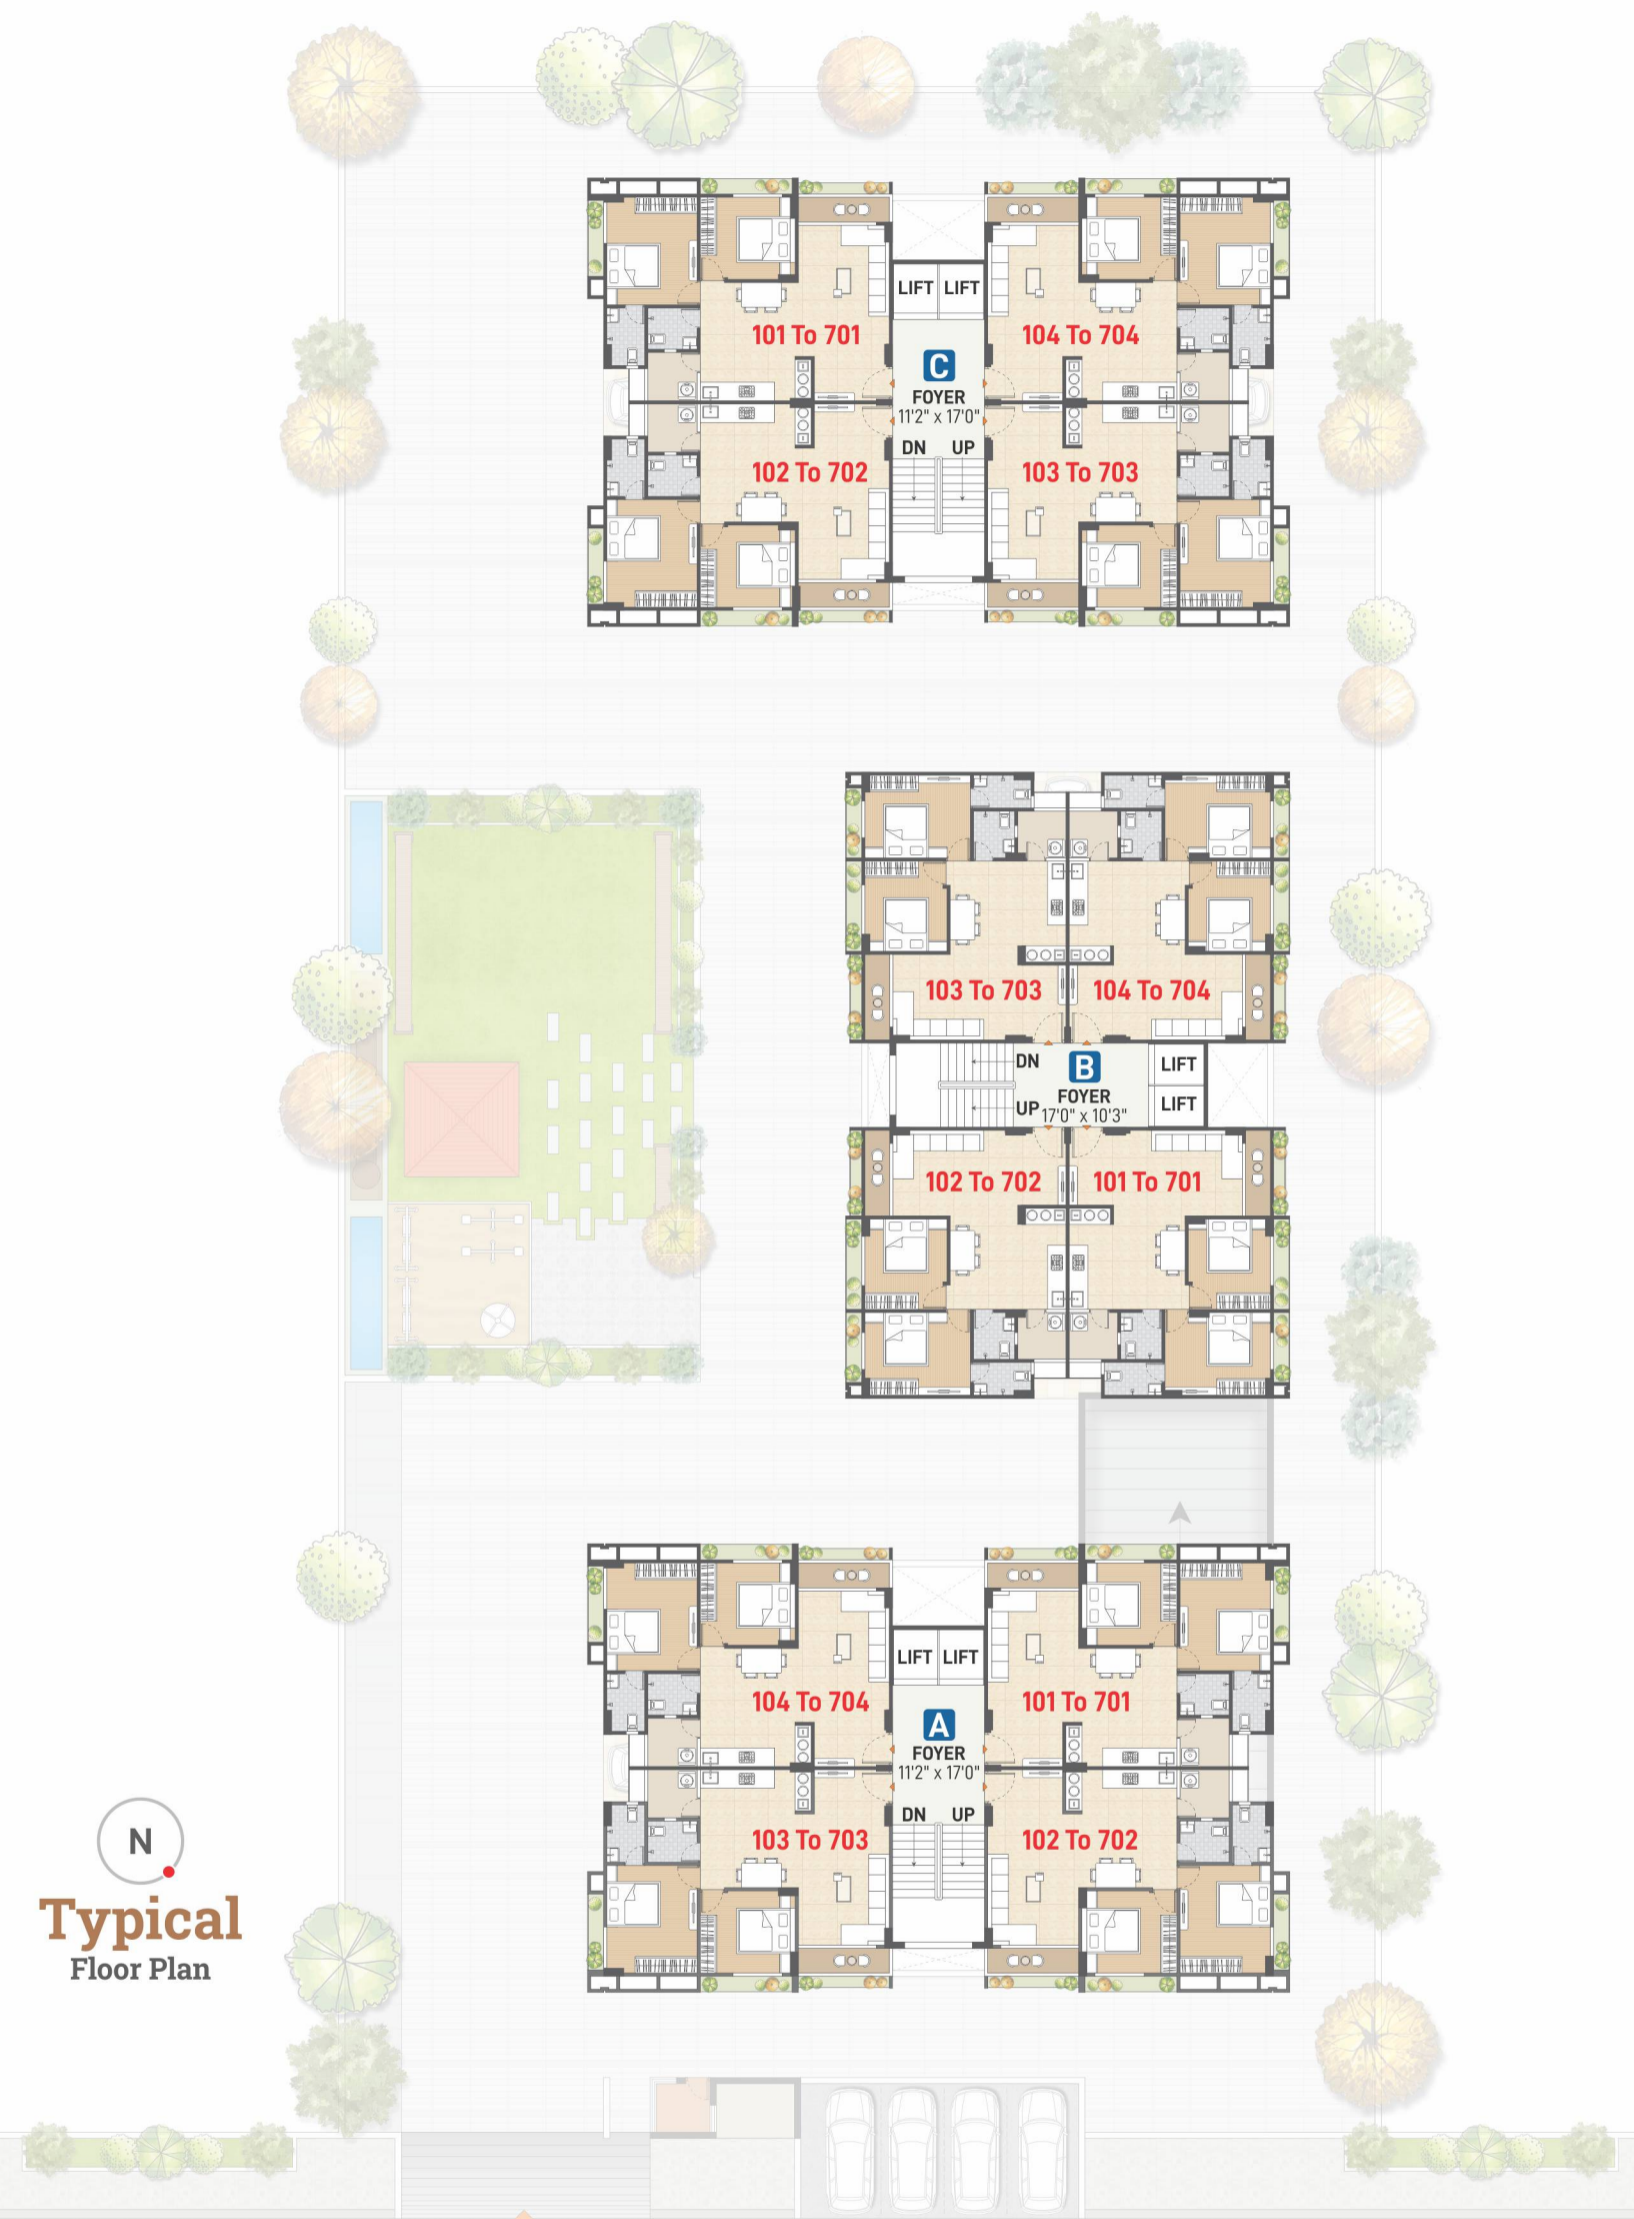 LIFT LIFT
101 To 701
104 To 704
C
FOYER
11'2" x 17'0"
DN UP
102 To 702
103 To 703
103 To 703
104 To 704
DN
B
LIFT
FOYER
UP
17'0" x 10'3"
LIFT
102 To 702
101 To 701
LIFT LIFT
104 To 704
101 To 701
A
FOYER
11'2" x 17'0"
DN UP
103 To 703
102 To 702
N
Typical
Floor Plan